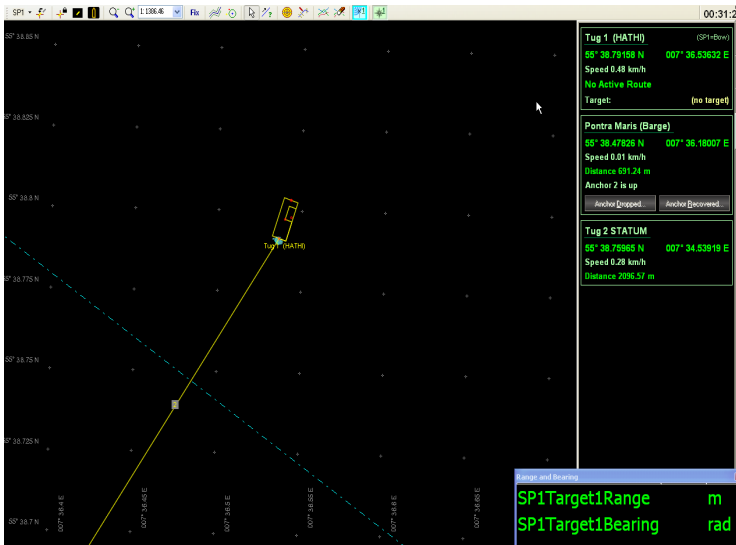 SP1
1: 1386.46
Fix
00:31:2
55° 38.85 N
55° 38.825 N
55° 38.8 N
55° 38.775 N
55° 38.75 N
55° 38.725 N
55° 38.7 N
Tug 1 (HATHI)
007° 36.4 E
007° 36.45 E
007° 36.5 E
007° 36.55 E
007° 36.6 E
007° 36.65 E
Tug 1 (HATHI) (SP1=Bow)
55° 38.79158 N 007° 36.53632 E
Speed 0.48 km/h
No Active Route
Target: (no target)
Pontra Maris (Barge)
55° 38.47826 N 007° 36.18007 E
Speed 0.01 km/h
Distance 691.24 m
Anchor 2 is up
Anchor Dropped... Anchor Recovered...
Tug 2 STATUM
55° 38.75965 N 007° 34.53919 E
Speed 0.28 km/h
Distance 2096.57 m
Range and Bearing
SP1Target1Range m
SP1Target1Bearing rad